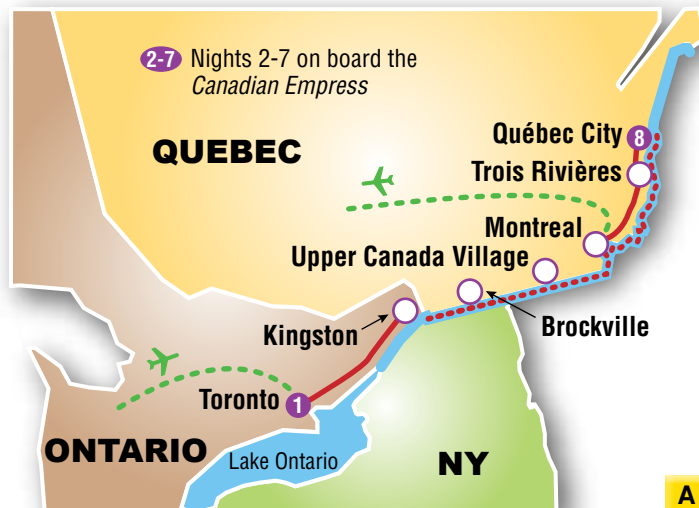 2-7 Nights 2-7 on board the
Canadian Empress
QUEBEC
Québec City 8
Trois Rivières
Montreal
Upper Canada Village
Brockville
Kingston
Toronto 1
ONTARIO
Lake Ontario
NY
A